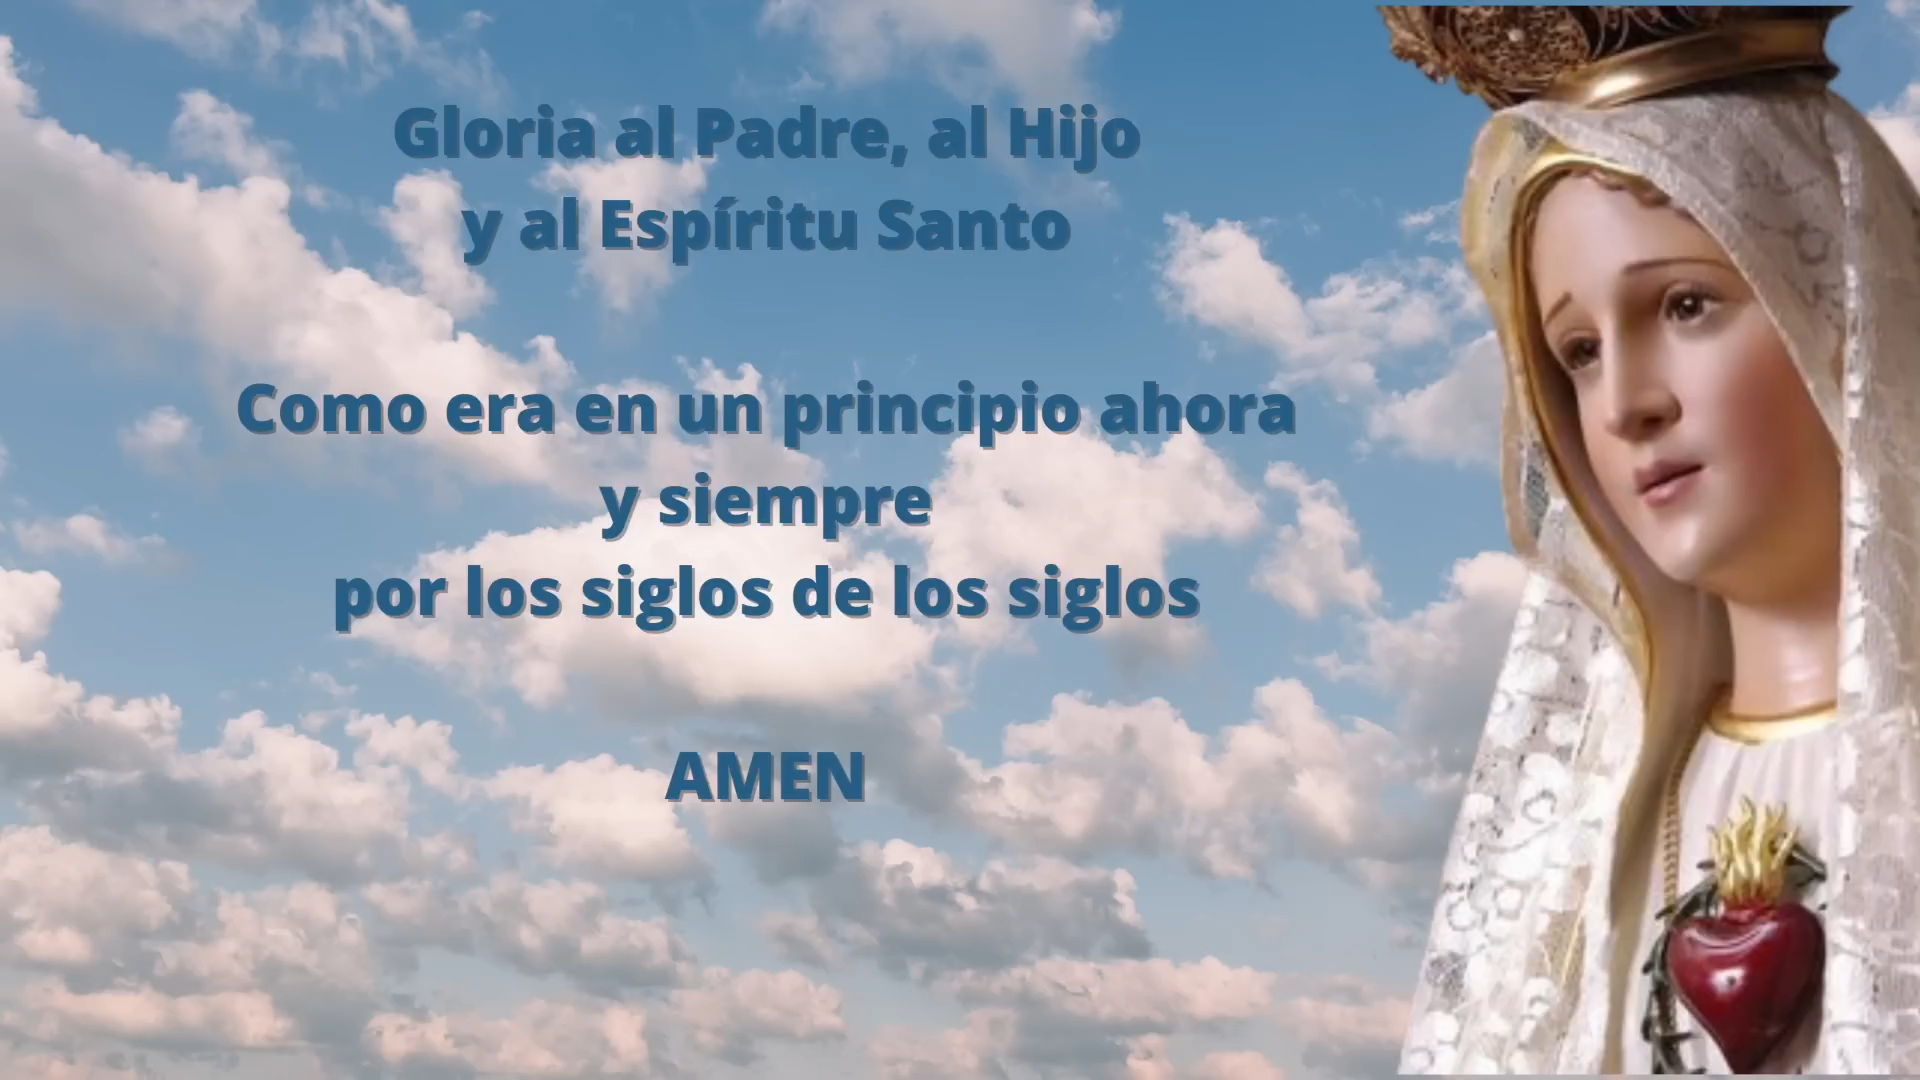 Gloria al Padre, al Hijo
y al Espíritu Santo
Como era en un principio ahora
y siempre
por los siglos de los siglos
AMEN